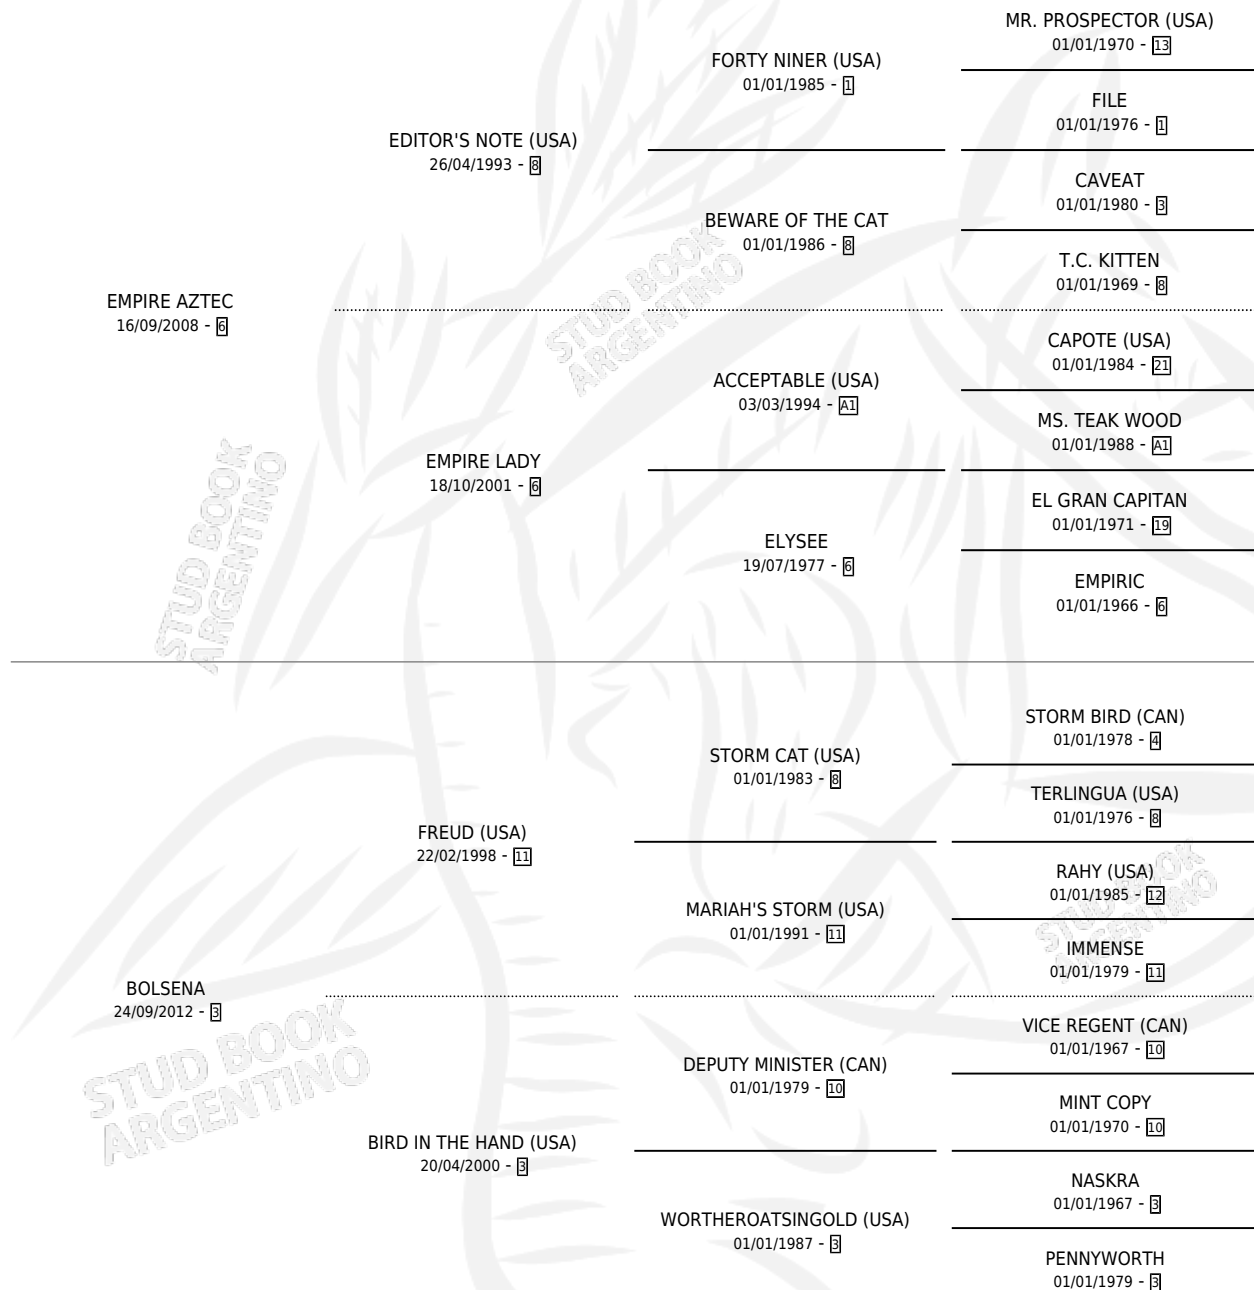 MR. PROSPECTOR (USA)
01/01/1970 - 13
FORTY NINER (USA)
01/01/1985 - 1
FILE
01/01/1976 - 1
EDITOR'S NOTE (USA)
26/04/1993 - 8
CAVEAT
01/01/1980 - 3
BEWARE OF THE CAT
01/01/1986 - 8
T.C. KITTEN
01/01/1969 - 8
EMPIRE AZTEC
16/09/2008 - 6
STUD BOOK
ARGENTINO
CAPOTE (USA)
01/01/1984 - 21
ACCEPTABLE (USA)
03/03/1994 - A1
MS. TEAK WOOD
01/01/1988 - A1
EMPIRE LADY
18/10/2001 - 6
EL GRAN CAPITAN
01/01/1971 - 19
ELYSEE
19/07/1977 - 6
EMPIRIC
01/01/1966 - 6
STUD BOOK
ARGENTINO
STORM BIRD (CAN)
01/01/1978 - 4
STORM CAT (USA)
01/01/1983 - 8
TERLINGUA (USA)
01/01/1976 - 8
FREUD (USA)
22/02/1998 - 11
RAHY (USA)
01/01/1985 - 12
MARIAH'S STORM (USA)
01/01/1991 - 11
IMMENSE
01/01/1979 - 11
STUD BOOK
ARGENTINO
BOLSENA
24/09/2012 - 3
STUD BOOK
ARGENTINO
VICE REGENT (CAN)
01/01/1967 - 10
DEPUTY MINISTER (CAN)
01/01/1979 - 10
MINT COPY
01/01/1970 - 10
BIRD IN THE HAND (USA)
20/04/2000 - 3
NASKRA
01/01/1967 - 3
WORTHEROATSINGOLD (USA)
01/01/1987 - 3
PENNYWORTH
01/01/1979 - 3